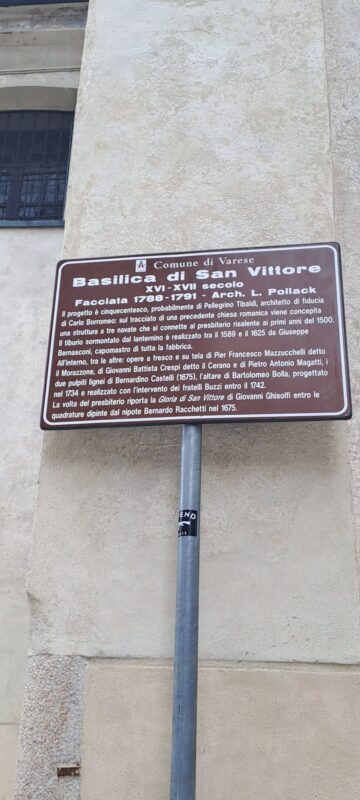 Comune di Varese
Basilica di San Vittore
XVI-XVII secolo
Facciata 1788-1791 - Arch. L. Pollack
Il progetto è cinquecentesco, probabilmente di Pellegrino Tibaldi, architetto di fiducia
di Carlo Borromeo: sul tracciato di una precedente chiesa romanica viene concepita
una struttura a tre navate che si connette al presbiterio risalente ai primi anni del 1500.
Il tiburio sormontato dal lanternino è realizzato tra il 1589 e il 1625 da Giuseppe
Bernasconi, capomastro di tutta la fabbrica.
All'interno, tra le altre: opere a fresco e su tela di Pier Francesco Mazzucchelli detto
il Morazzone, di Giovanni Battista Crespi detto il Cerano e di Pietro Antonio Magatti, i
due pulpiti lignei di Bernardino Castelli (1675), l'altare di Bartolomeo Bolla, progettato
nel 1734 e realizzato con l'intervento dei fratelli Buzzi entro il 1742.
La volta del presbiterio riporta la Gloria di San Vittore di Giovanni Ghisolfi entro le
quadrature dipinte dal nipote Bernardo Racchetti nel 1675.
END